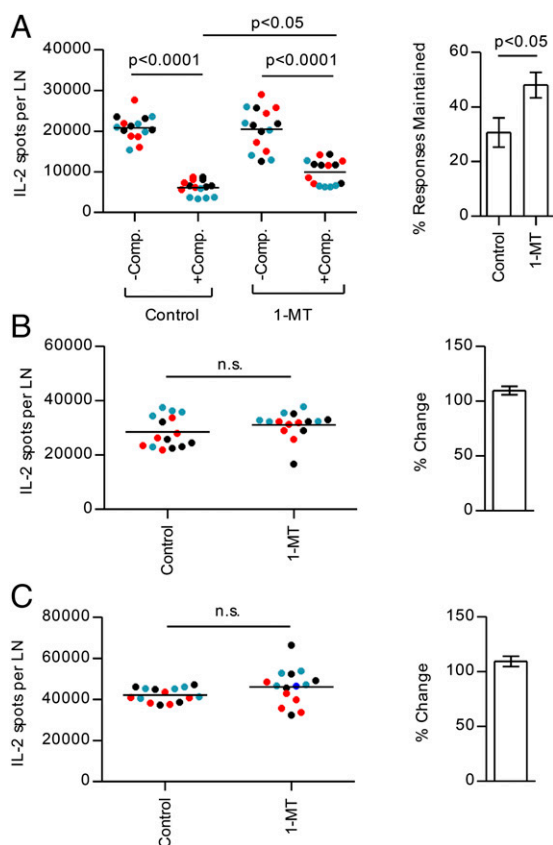 A
p<0.05
p<0.0001
p<0.0001
IL-2 spots per LN
40000
30000
20000
10000
0
-Comp.
+Comp.
-Comp.
+Comp.
Control
1-MT
p<0.05
% Responses Maintained
60
40
20
0
Control
1-MT
B
n.s.
IL-2 spots per LN
60000
40000
20000
0
Control
1-MT
% Change
150
100
50
0
C
n.s.
IL-2 spots per LN
80000
60000
40000
20000
0
Control
1-MT
% Change
150
100
50
0